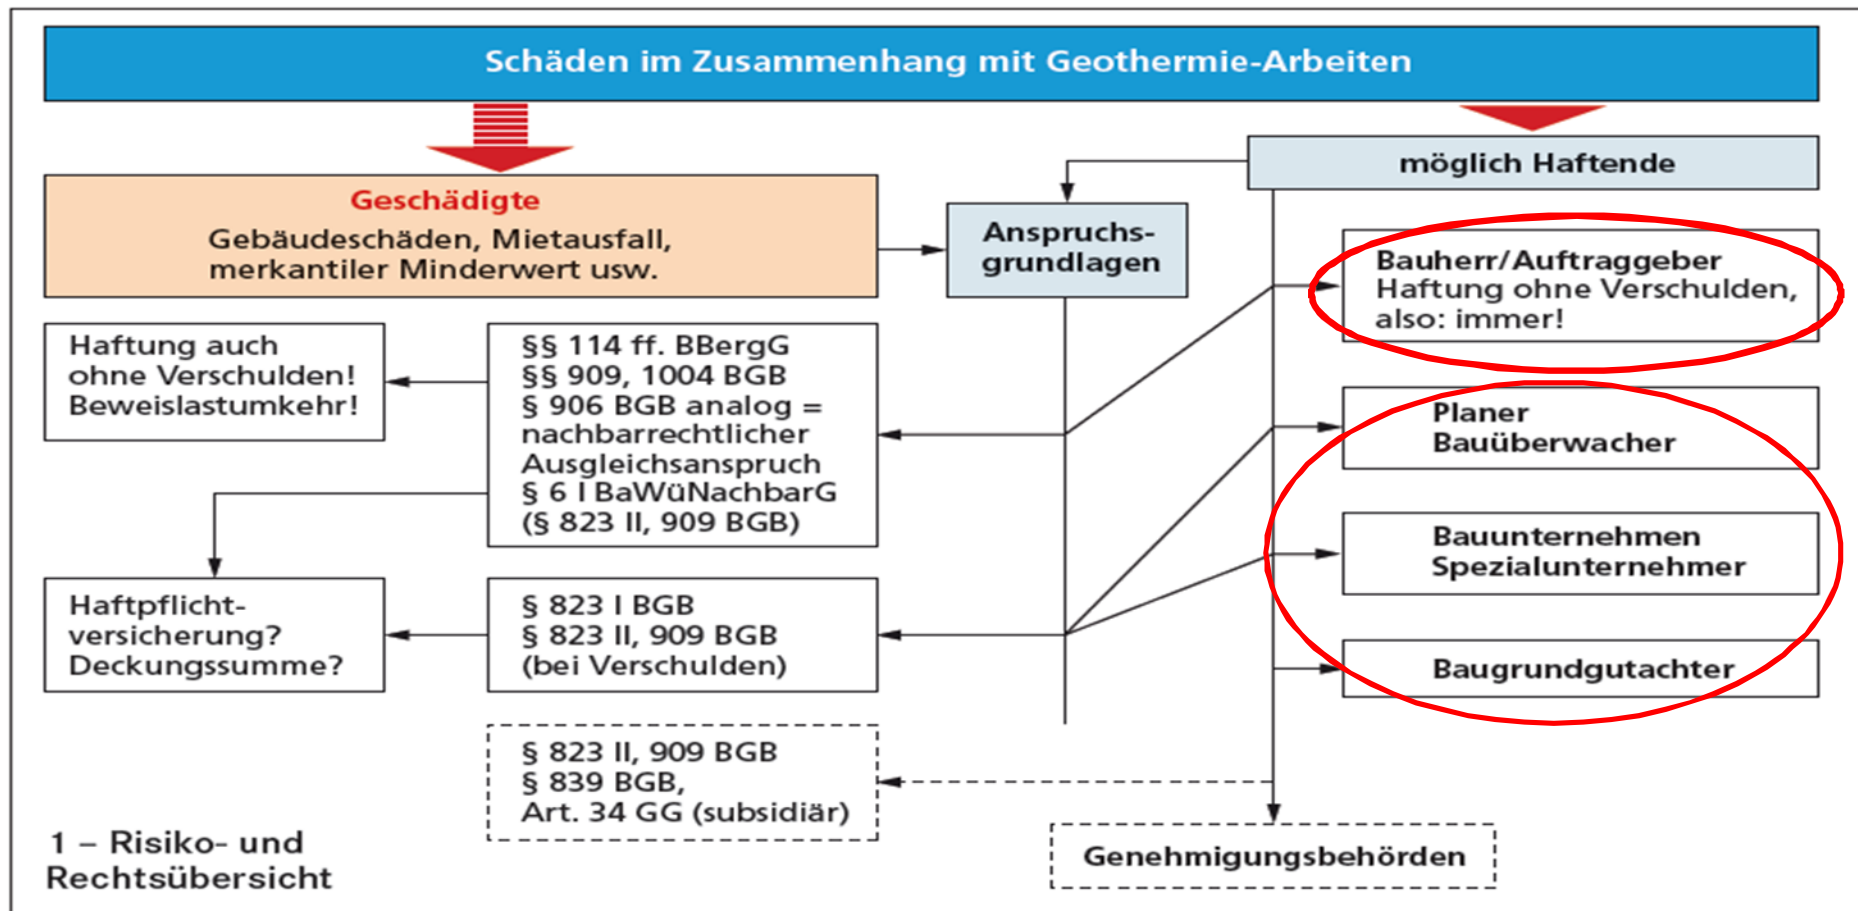 Schäden im Zusammenhang mit Geothermie-Arbeiten
möglich Haftende
Geschädigte
Gebäudeschäden, Mietausfall,
merkantiler Minderwert usw.
Anspruchs-
grundlagen
Bauherr/Auftraggeber
Haftung ohne Verschulden,
also: immer!
Haftung auch
ohne Verschulden!
Beweislastumkehr!
§§ 114 ff. BBergG
§§ 909, 1004 BGB
§ 906 BGB analog =
nachbarrechtlicher
Ausgleichsanspruch
§ 6 I BaWüNachbarG
(§ 823 II, 909 BGB)
Planer
Bauüberwacher
Bauunternehmen
Spezialunternehmer
Haftpflicht-
versicherung?
Deckungssumme?
§ 823 I BGB
§ 823 II, 909 BGB
(bei Verschulden)
Baugrundgutachter
§ 823 II, 909 BGB
§ 839 BGB,
Art. 34 GG (subsidiär)
Genehmigungsbehörden
1 – Risiko- und
Rechtsübersicht